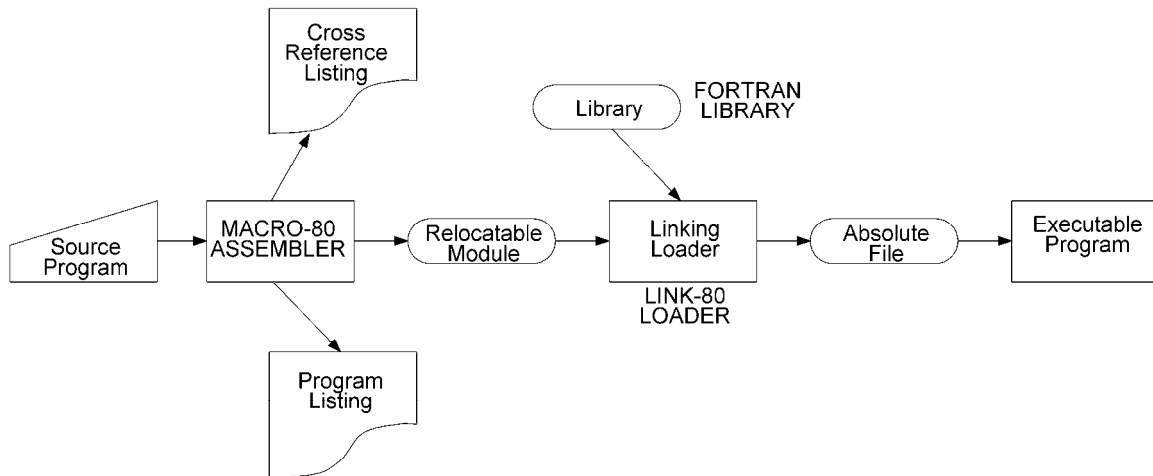 Cross
Reference
Listing
Library
FORTRAN
LIBRARY
Source
Program
MACRO-80
ASSEMBLER
Relocatable
Module
Linking
Loader
LINK-80
LOADER
Absolute
File
Executable
Program
Program
Listing